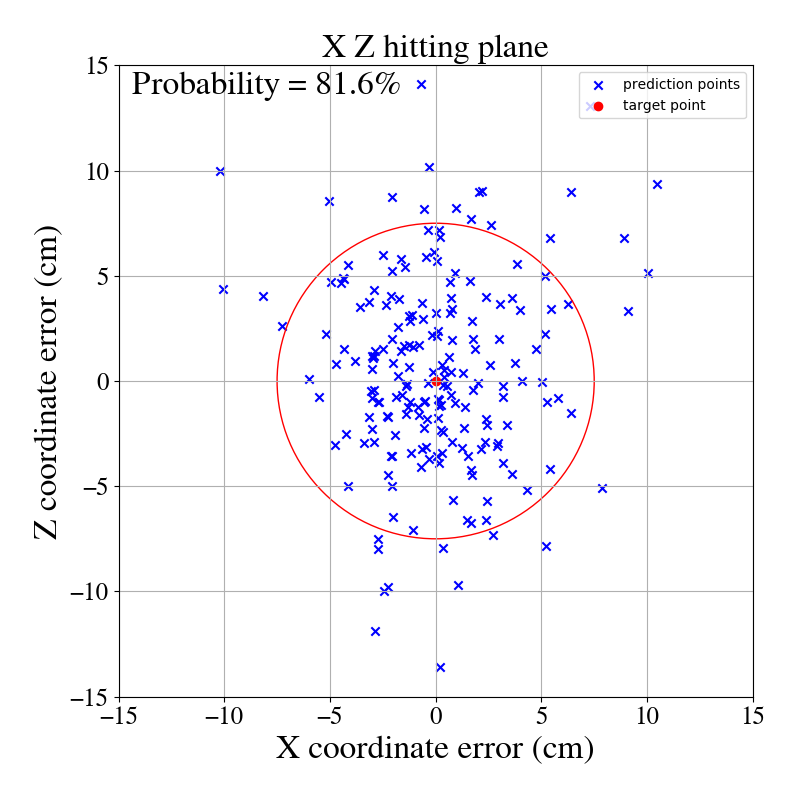 X Z hitting plane
Probability = 81.6%
prediction points
target point
15
10
5
0
−5
−10
−15
Z coordinate error (cm)
−15 −10 −5 0 5 10 15
X coordinate error (cm)